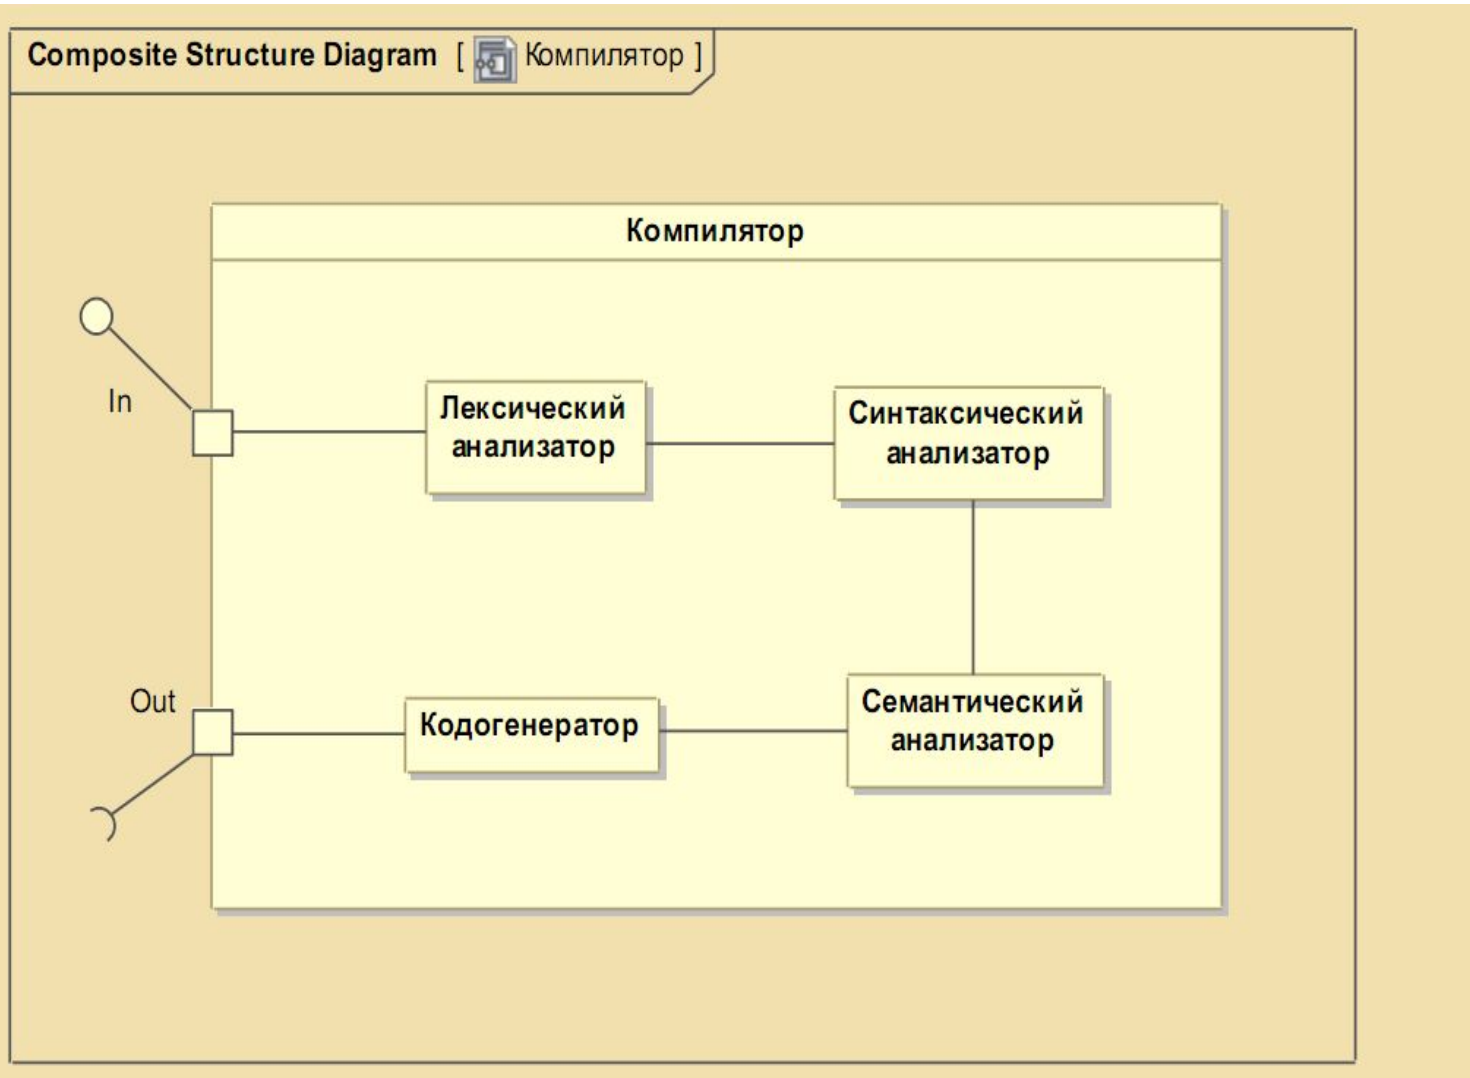 Composite Structure Diagram [ Компилятор ]
Компилятор
In
Лексический
анализатор
Синтаксический
анализатор
Out
Кодогенератор
Семантический
анализатор